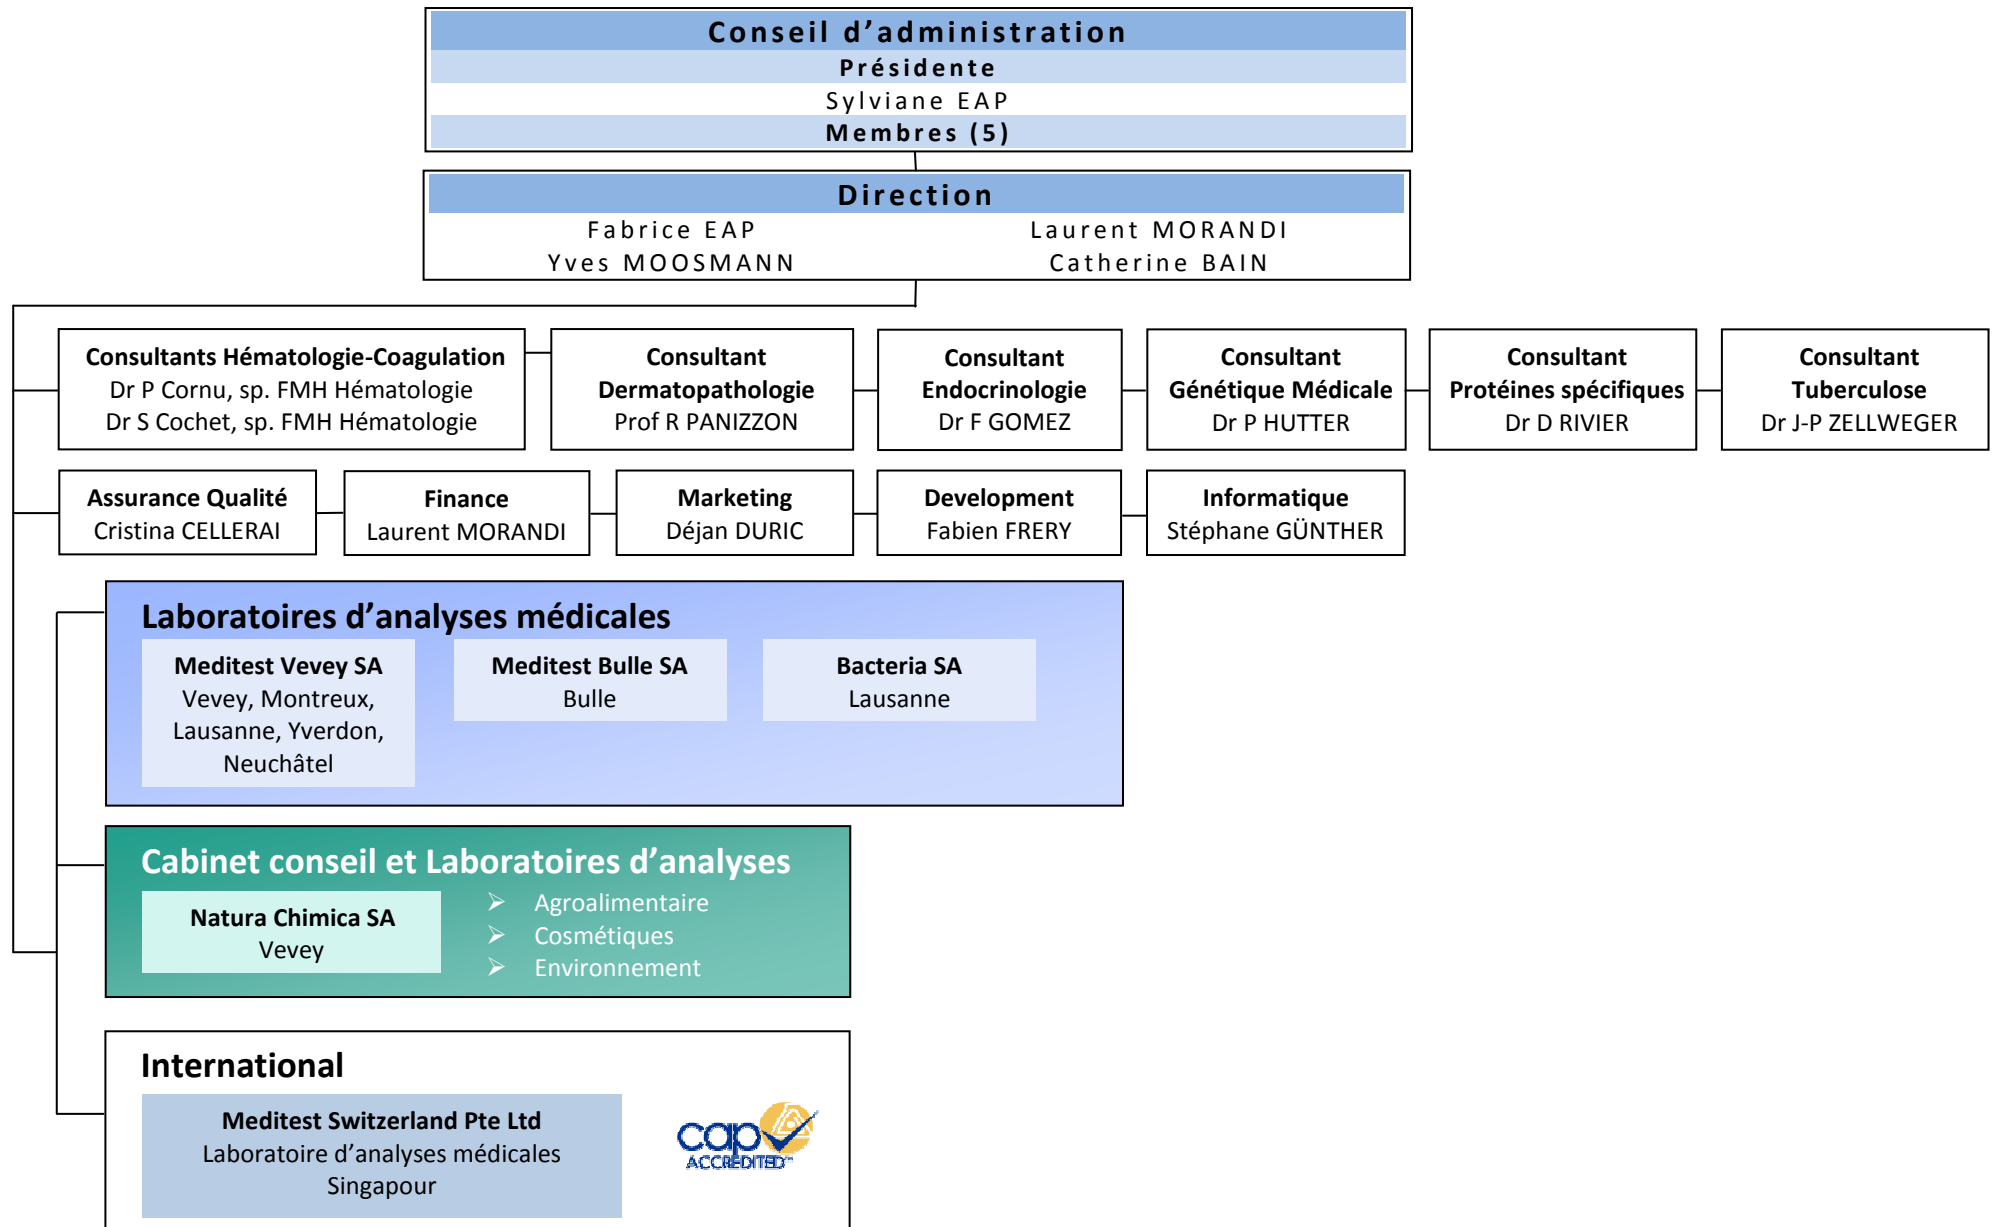 Conseil d’administration
Présidente
Sylviane EAP
Membres (5)
Direction
Fabrice EAP
Laurent MORANDI
Yves MOOSMANN
Catherine BAIN
Consultants Hématologie-Coagulation
Dr P Cornu, sp. FMH Hématologie
Dr S Cochet, sp. FMH Hématologie
Consultant
Dermatopathologie
Prof R PANIZZON
Consultant
Endocrinologie
Dr F GOMEZ
Consultant
Génétique Médicale
Dr P HUTTER
Consultant
Protéines spécifiques
Dr D RIVIER
Consultant
Tuberculose
Dr J-P ZELLWEGER
Assurance Qualité
Cristina CELLERAI
Finance
Laurent MORANDI
Marketing
Déjan DURIC
Development
Fabien FRERY
Informatique
Stéphane GÜNTHER
Laboratoires d’analyses médicales
Meditest Vevey SA
Vevey, Montreux,
Lausanne, Yverdon,
Neuchâtel
Meditest Bulle SA
Bulle
Bacteria SA
Lausanne
Cabinet conseil et Laboratoires d’analyses
Natura Chimica SA
Vevey
➢ Agroalimentaire
➢ Cosmétiques
➢ Environnement
International
Meditest Switzerland Pte Ltd
Laboratoire d’analyses médicales
Singapour
cap
ACCREDITED™